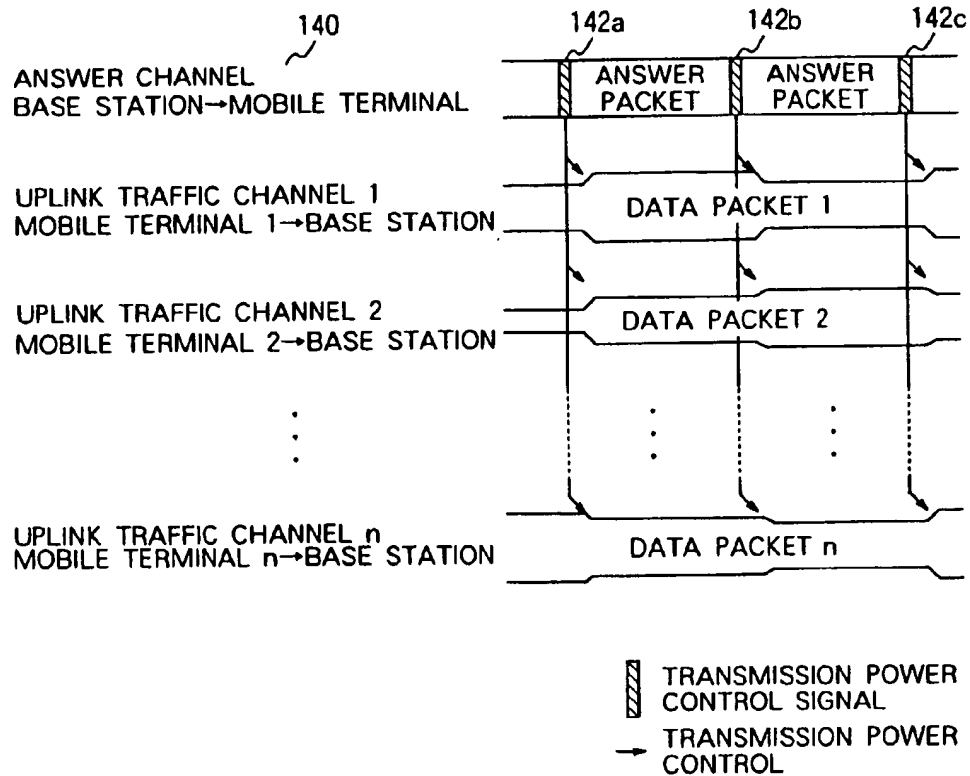 140
142a
142b
142c
ANSWER CHANNEL
BASE STATION→MOBILE TERMINAL
ANSWER PACKET
ANSWER PACKET
UPLINK TRAFFIC CHANNEL 1
MOBILE TERMINAL 1→BASE STATION
DATA PACKET 1
UPLINK TRAFFIC CHANNEL 2
MOBILE TERMINAL 2→BASE STATION
DATA PACKET 2
UPLINK TRAFFIC CHANNEL n
MOBILE TERMINAL n→BASE STATION
DATA PACKET n
TRANSMISSION POWER
CONTROL SIGNAL
TRANSMISSION POWER
CONTROL